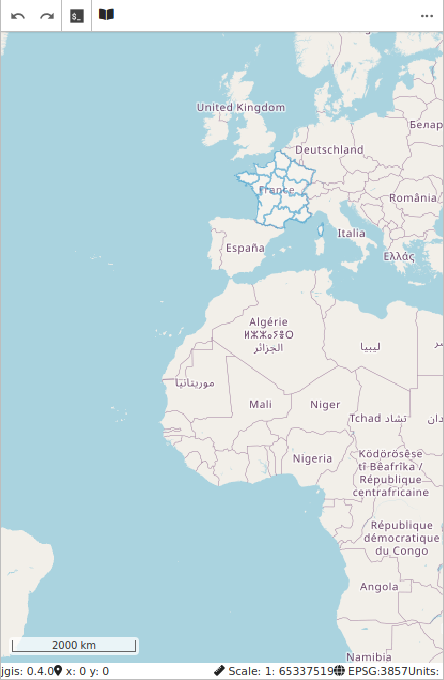 United Kingdom
Белар
Deutschland
France
România
Italia
España
Ελλάς
Algérie
ⵍⵣⵣⴰⵢⴻⵔ
الجزائر
ليبيا
موريتانيا
Mali
Niger
Tchad تشاد
Nigeria
Ködörösêse
tî Bêafrîka /
République
centrafricaine
République
démocratique
du Congo
Angola
Namibia
2000 km
jgis: 0.4.0 x: 0 y: 0 Scale: 1: 65337519 EPSG:3857Units: